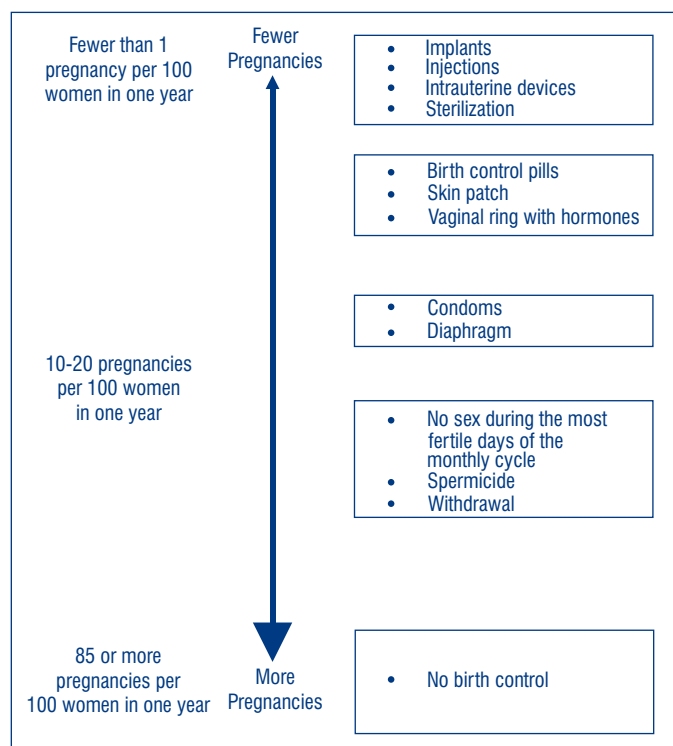 Fewer than 1
pregnancy per 100
women in one year
Fewer
Pregnancies
• Implants
• Injections
• Intrauterine devices
• Sterilization
• Birth control pills
• Skin patch
• Vaginal ring with hormones
• Condoms
• Diaphragm
10-20 pregnancies
per 100 women
in one year
• No sex during the most
fertile days of the
monthly cycle
• Spermicide
• Withdrawal
85 or more
pregnancies per
100 women in one year
More
Pregnancies
• No birth control